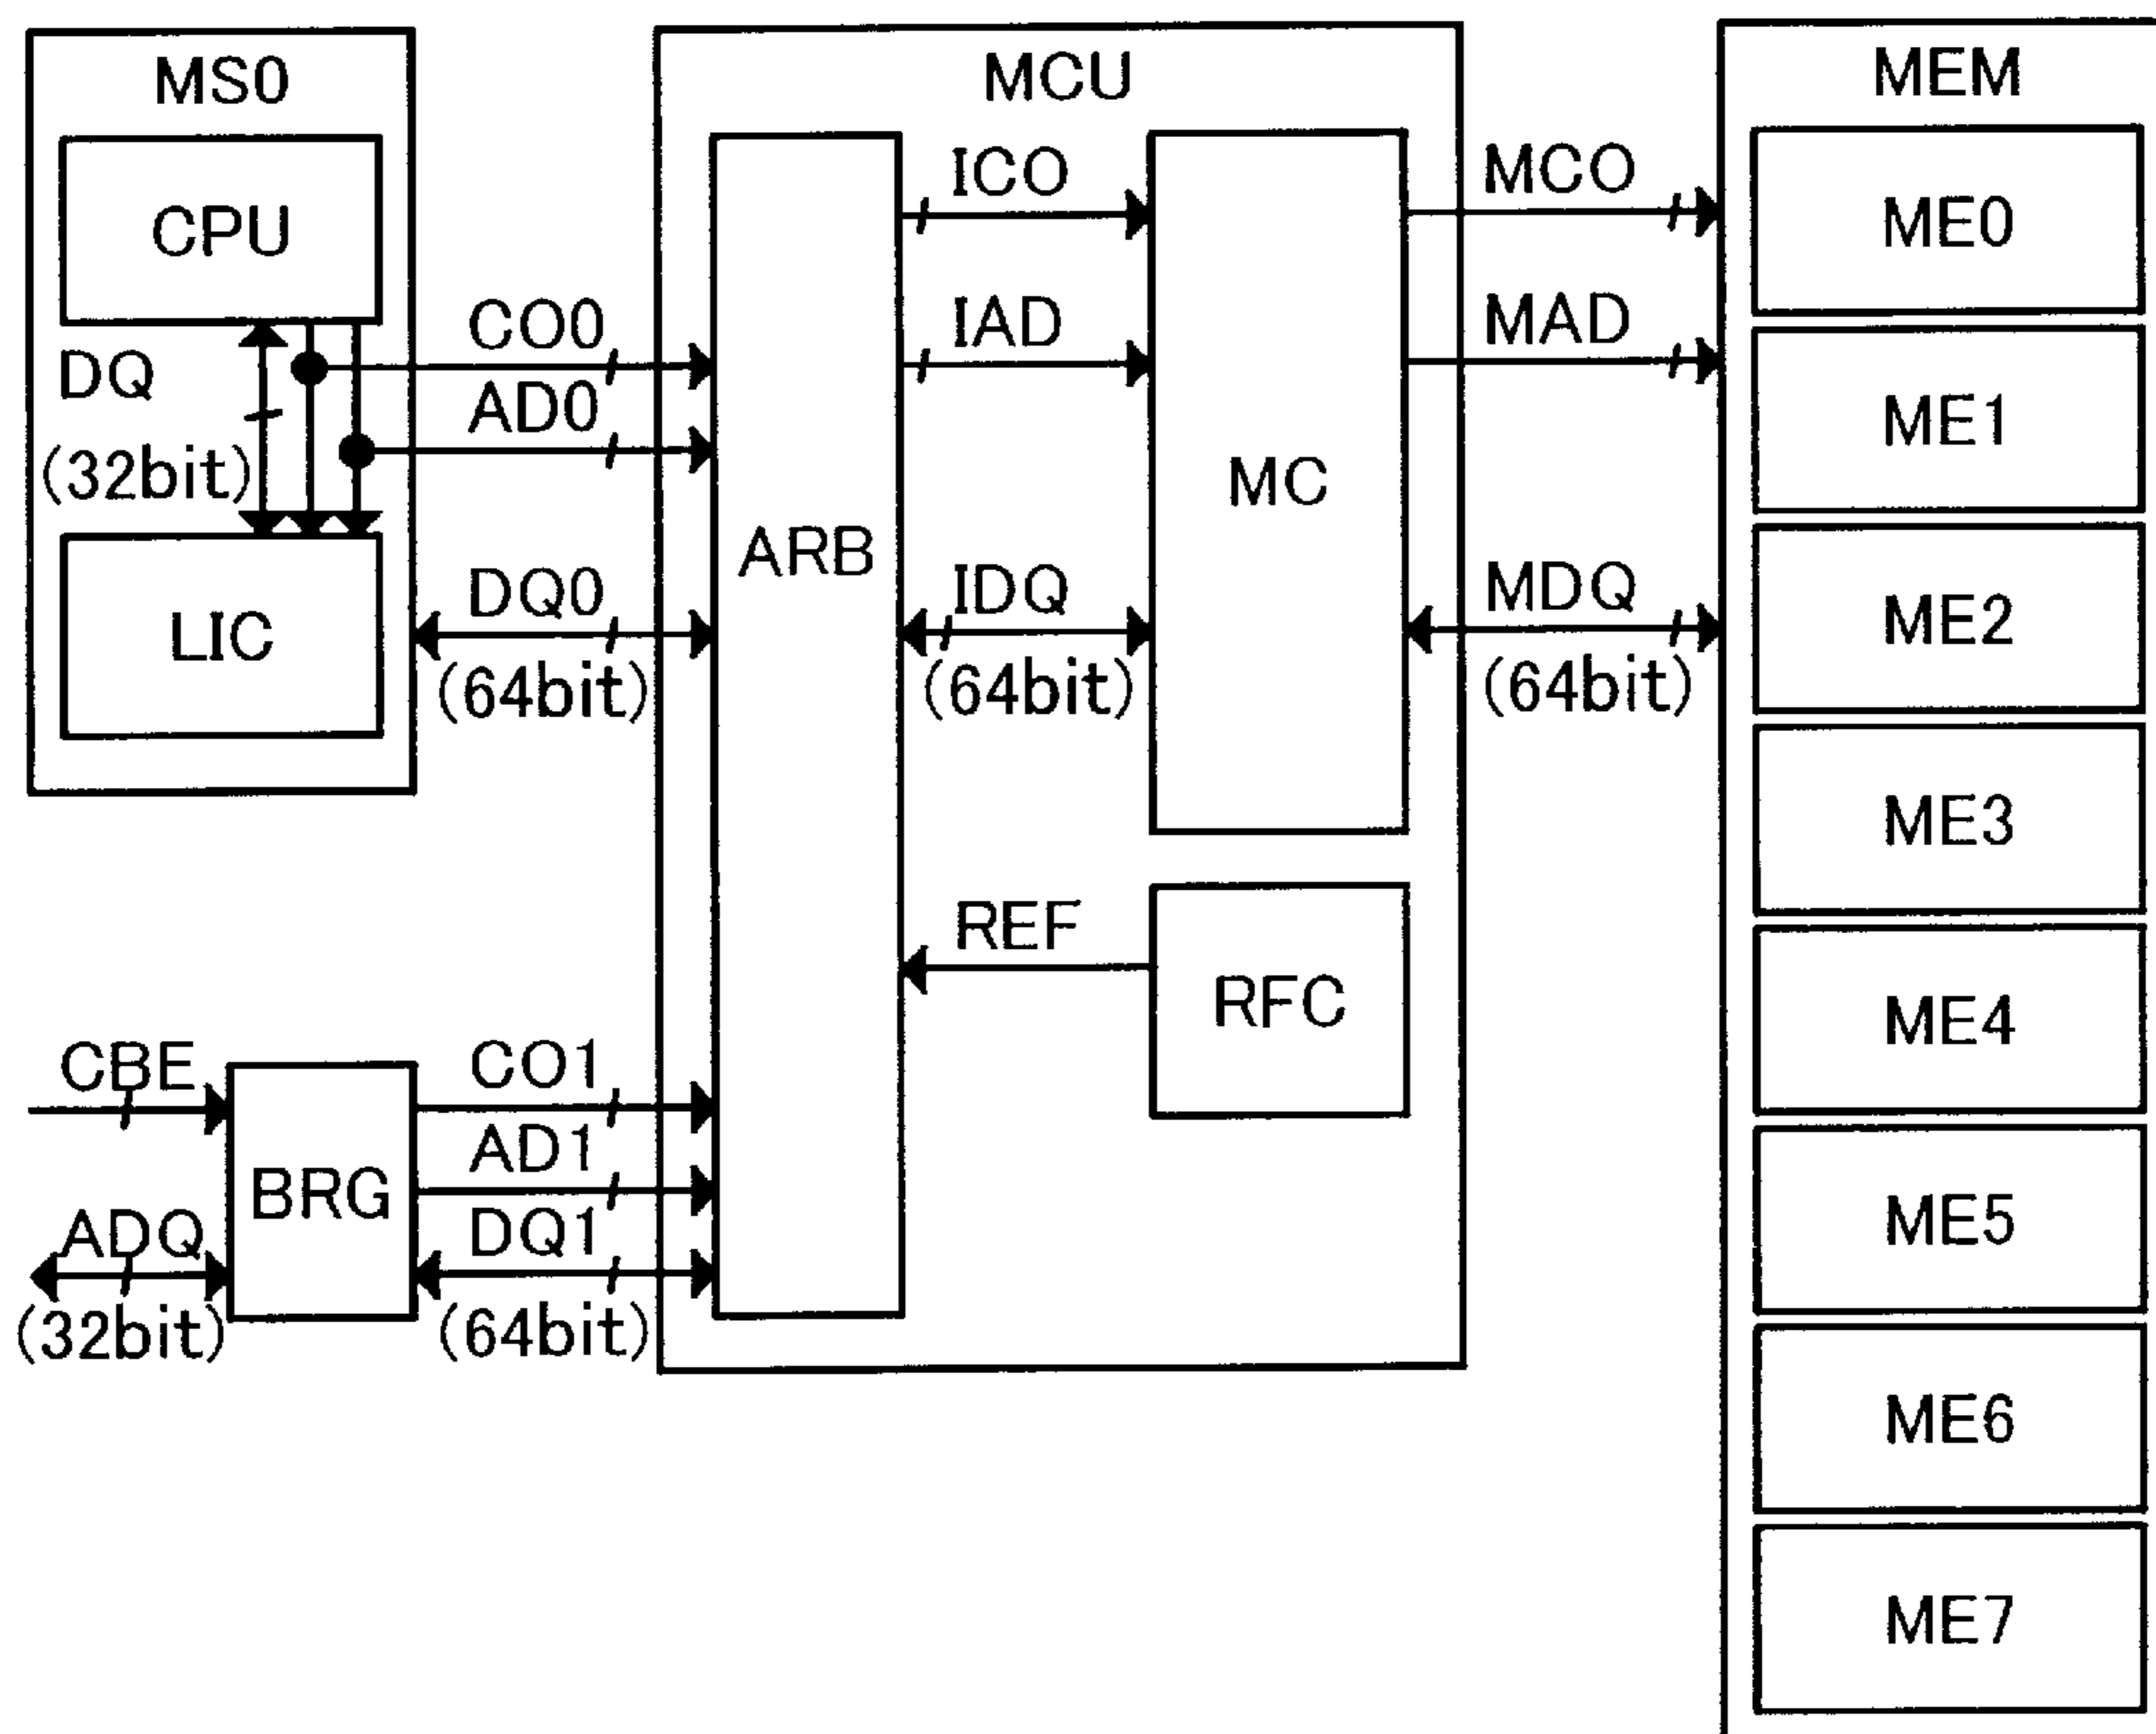 MS0
CPU
DQ
(32bit)
LIC
CO0
AD0
DQ0
(64bit)
CBE
ADQ
(32bit)
BRG
CO1
AD1
DQ1
(64bit)
MCU
ARB
ICO
IAD
IDQ
(64bit)
MC
REF
RFC
MCO
MAD
MDQ
(64bit)
MEM
ME0
ME1
ME2
ME3
ME4
ME5
ME6
ME7